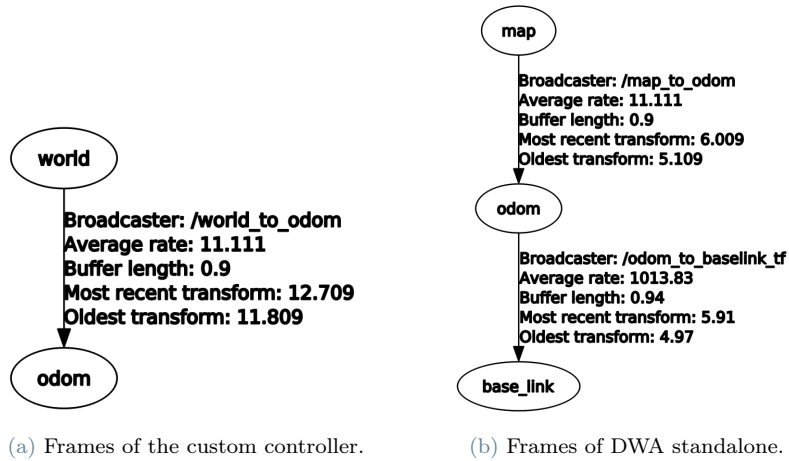 world
Broadcaster: /world_to_odom
Average rate: 11.111
Buffer length: 0.9
Most recent transform: 12.709
Oldest transform: 11.809
odom
(a) Frames of the custom controller.
map
Broadcaster: /map_to_odom
Average rate: 11.111
Buffer length: 0.9
Most recent transform: 6.009
Oldest transform: 5.109
odom
Broadcaster: /odom_to_baselink_tf
Average rate: 1013.83
Buffer length: 0.94
Most recent transform: 5.91
Oldest transform: 4.97
base_link
(b) Frames of DWA standalone.